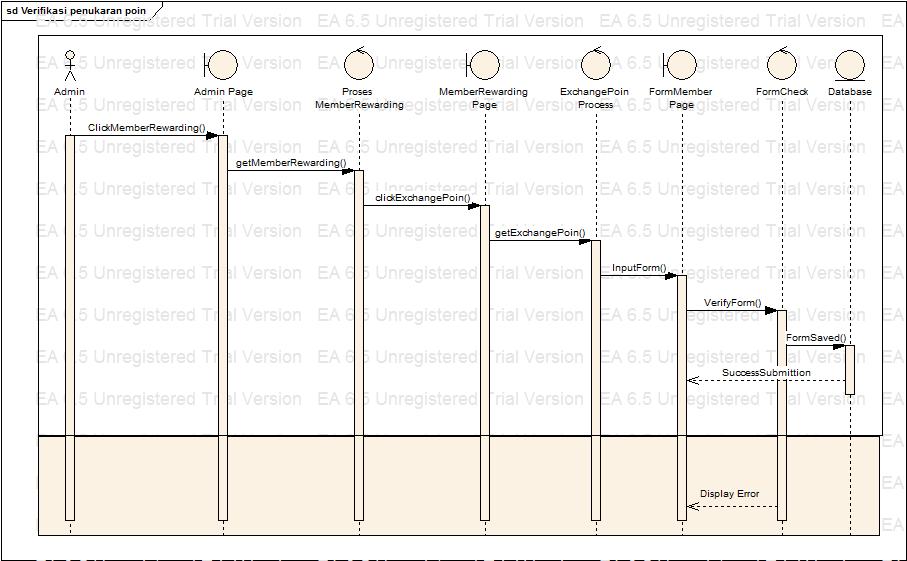 sd Verifikasi penukaran poin
EA 6.5 Unregistered Trial Version EA 6.5 Unregistered Trial Version EA 6.5 Unregistered Trial Version EA
Admin
Admin Page
Proses
MemberRewarding
MemberRewarding
Page
ExchangePoin
Process
FormMember
Page
FormCheck
Database
ClickMemberRewarding()
getMemberRewarding()
clickExchangePoin()
getExchangePoin()
InputForm()
VerifyForm()
FormSaved()
SuccessSubmittion
Display Error